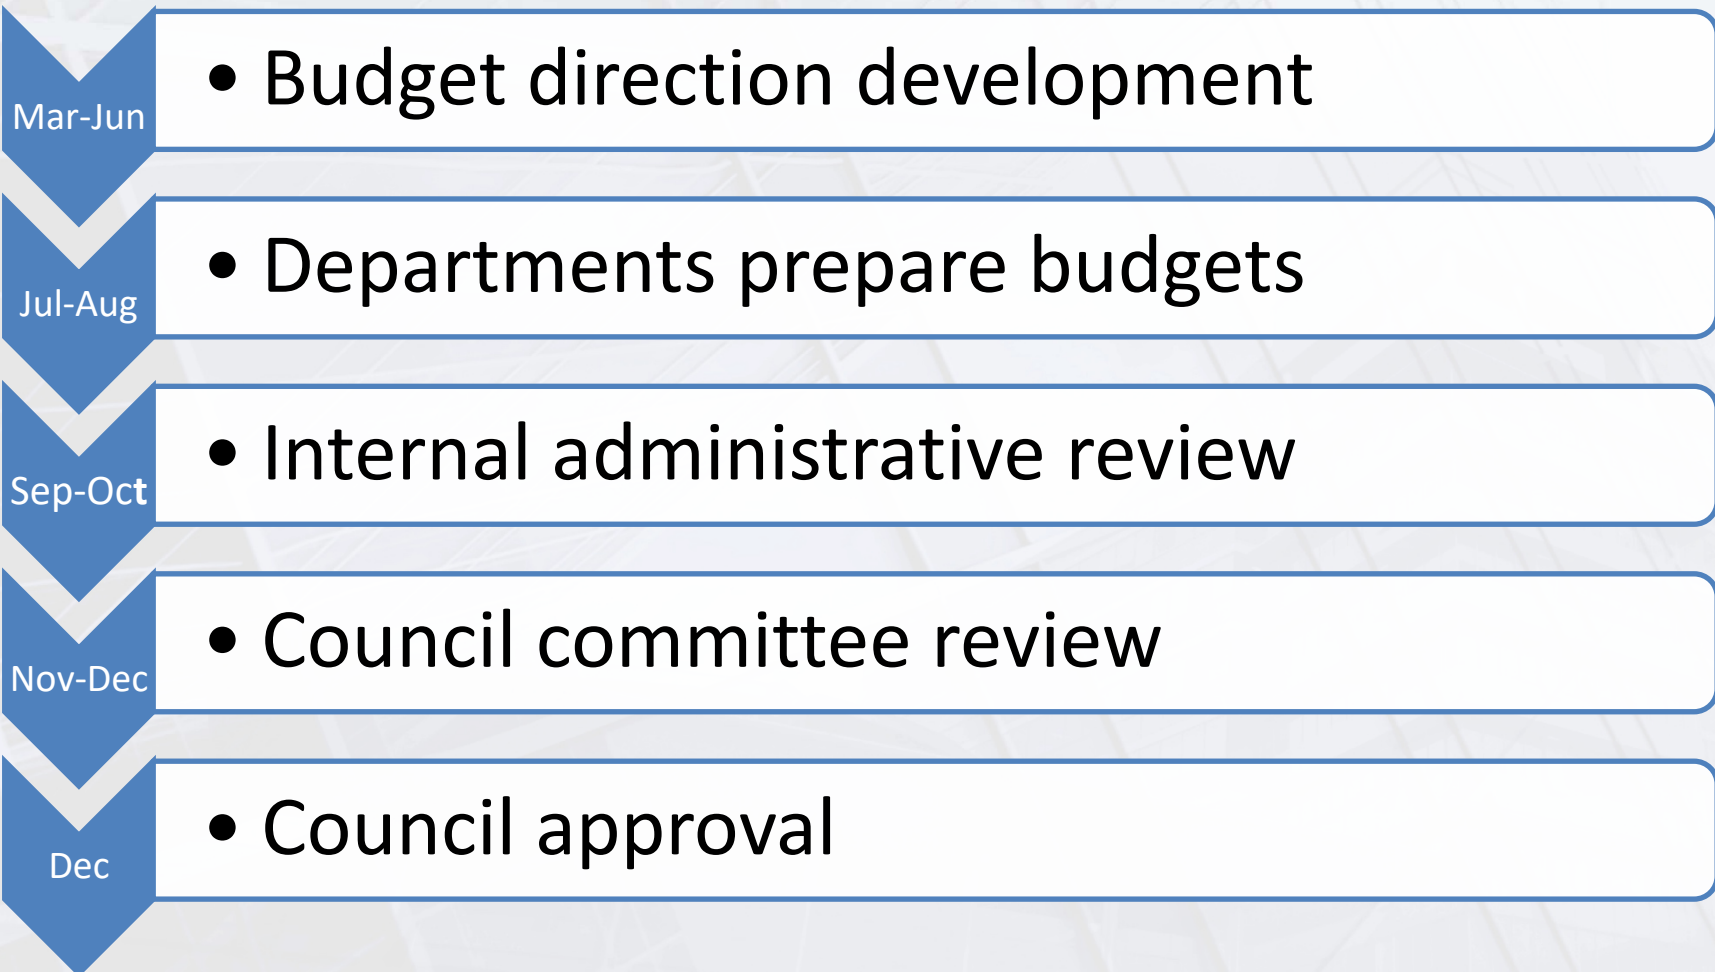 Mar-Jun
• Budget direction development
Jul-Aug
• Departments prepare budgets
Sep-Oct
• Internal administrative review
Nov-Dec
• Council committee review
Dec
• Council approval